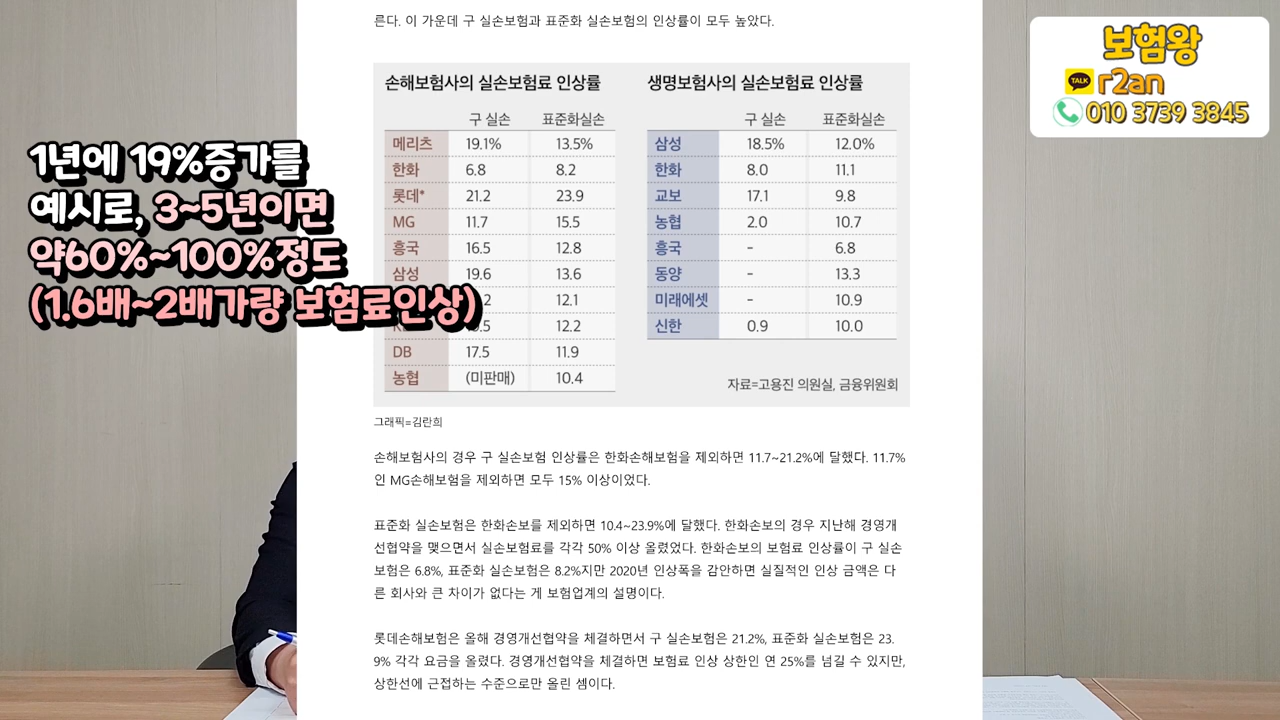 른다. 이 가운데 구 실손보험과 표준화 실손보험의 인상률이 모두 높았다.
보험왕
TALK r2an
010 3739 3845
1년에 19%증가를
예시로, 3~5년이면
약60%~100%정도
(1.6배~2배가량 보험료인상)
손해보험사의 실손보험료 인상률
구 실손 표준화실손
메리츠 19.1% 13.5%
한화 6.8 8.2
롯데* 21.2 23.9
MG 11.7 15.5
흥국 16.5 12.8
삼성 19.6 13.6
12.1
12.2
DB 17.5 11.9
농협 (미판매) 10.4
생명보험사의 실손보험료 인상률
구 실손 표준화실손
삼성 18.5% 12.0%
한화 8.0 11.1
교보 17.1 9.8
농협 2.0 10.7
흥국 - 6.8
동양 - 13.3
미래에셋 - 10.9
신한 0.9 10.0
자료=고용진 의원실, 금융위원회
그래픽=김란희
손해보험사의 경우 구 실손보험 인상률은 한화손해보험을 제외하면 11.7~21.2%에 달했다. 11.7%
인 MG손해보험을 제외하면 모두 15% 이상이었다.
표준화 실손보험은 한화손보를 제외하면 10.4~23.9%에 달했다. 한화손보의 경우 지난해 경영개
선협약을 맺으면서 실손보험료를 각각 50% 이상 올렸었다. 한화손보의 보험료 인상률이 구 실손
보험은 6.8%, 표준화 실손보험은 8.2%지만 2020년 인상폭을 감안하면 실질적인 인상 금액은 다
른 회사와 큰 차이가 없다는 게 보험업계의 설명이다.
롯데손해보험은 올해 경영개선협약을 체결하면서 구 실손보험은 21.2%, 표준화 실손보험은 23.
9% 각각 요금을 올렸다. 경영개선협약을 체결하면 보험료 인상 상한인 연 25%를 넘길 수 있지만,
상한선에 근접하는 수준으로만 올린 셈이다.